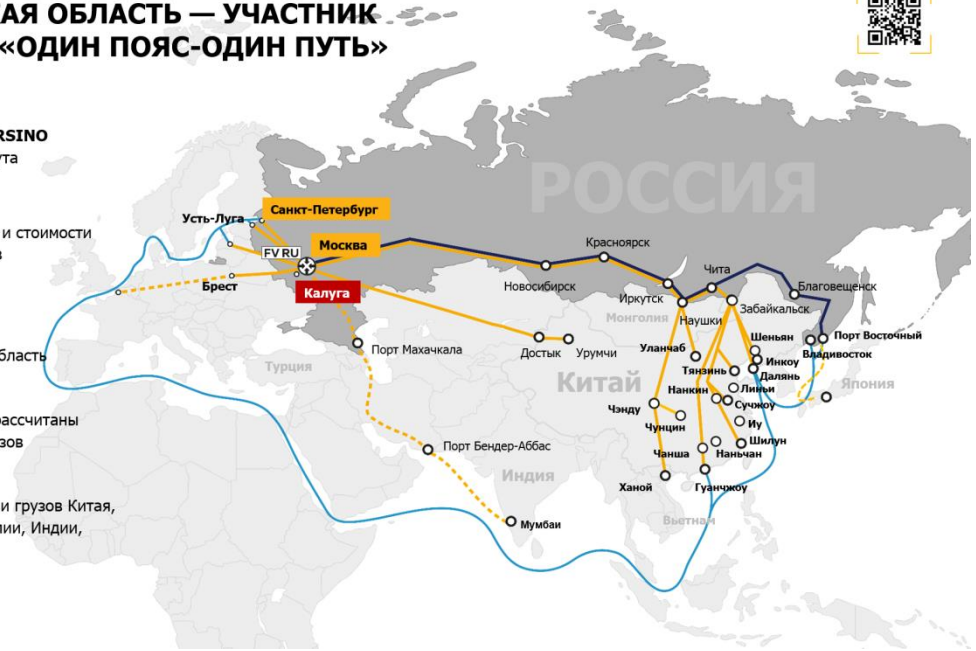 КАЯ ОБЛАСТЬ — УЧАСТНИК
«ОДИН ПОЯС-ОДИН ПУТЬ»
RSINO
ута
и стоимости
в
бласть
рассчитаны
зов
и грузов Китая,
нии, Индии,
РОССИЯ
Санкт-Петербург
Усть-Луга
FV RU
Москва
Брест
Калуга
Красноярск
Новосибирск
Иркутск
Чита
Благовещенск
Забайкальск
Монголия
Наушки
Порт Махачкала
Турция
Достык
Урумчи
Уланчаб
Шеньян
Порт Восточный
Владивосток
Инкоу
Тянзинь
Далянь
Китай
Япония
Линьи
Нанкин
Сучжоу
Чэнду
Чунцин
Иу
Шилун
Чанша
Наньчан
Порт Бендер-Аббас
Индия
Ханой
Гуанчжоу
Вьетнам
Мумбаи